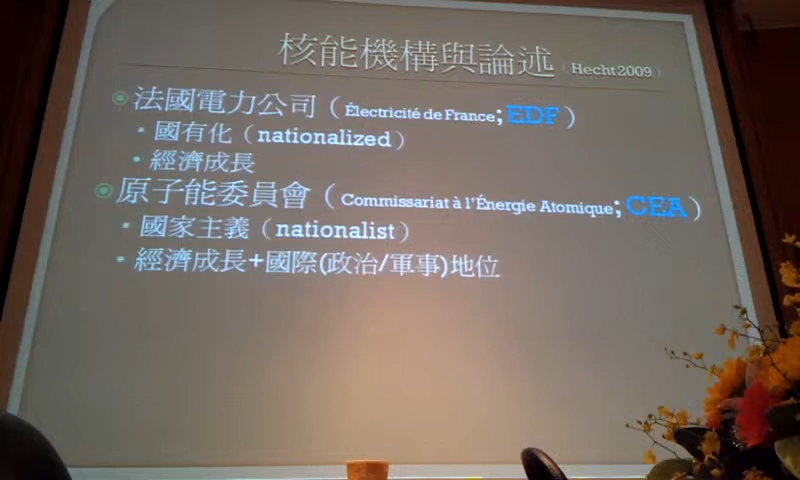 核能機構與論述（Hecht 2009）
法國電力公司（Électricité de France；EDF）
・國有化（nationalized）
・經濟成長
原子能委員會（Commissariat à l'Énergie Atomique；CEA）
・國家主義（nationalist）
・經濟成長+國際(政治/軍事)地位